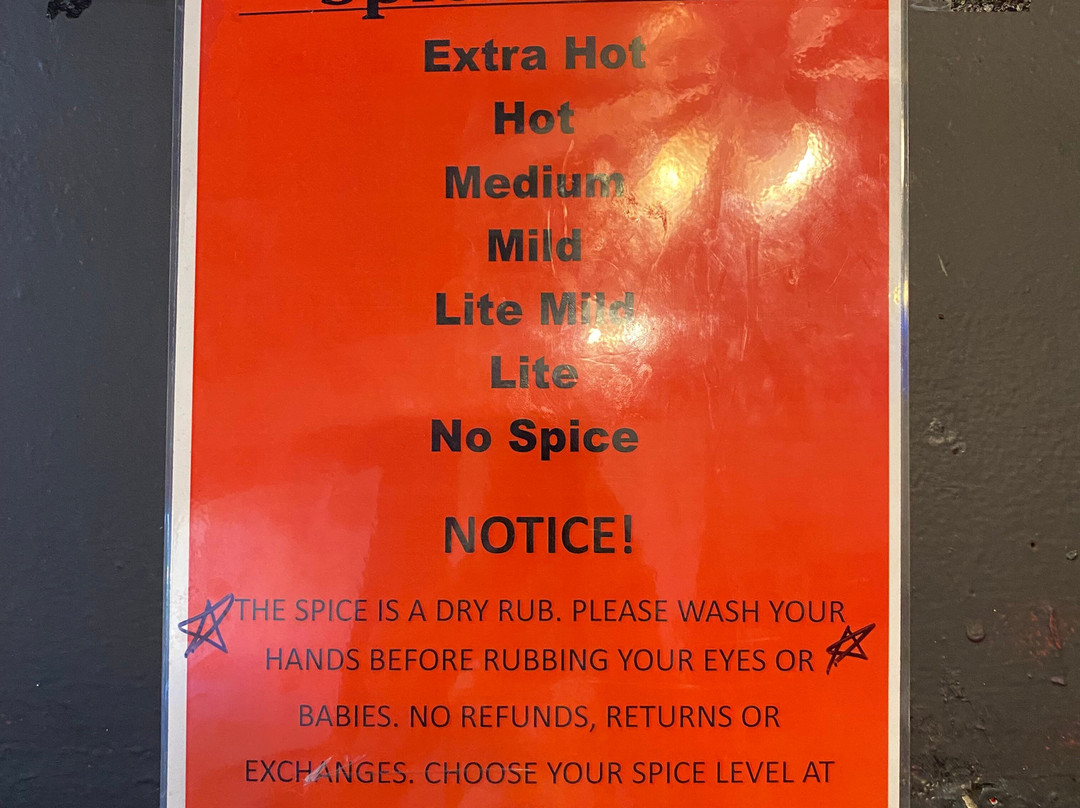 Extra Hot
Hot
Medium
Mild
Lite Mild
Lite
No Spice
NOTICE!
THE SPICE IS A DRY RUB. PLEASE WASH YOUR
HANDS BEFORE RUBBING YOUR EYES OR
BABIES. NO REFUNDS, RETURNS OR
EXCHANGES. CHOOSE YOUR SPICE LEVEL AT